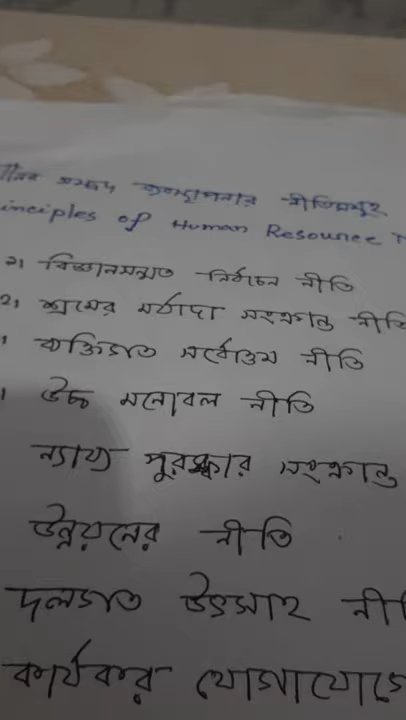 মানব সম্পদ ব্যবস্থাপনার নীতিসমূহ
inciples of Human Resource
১। বিজ্ঞানসম্মত নির্বাচন নীতি
২। শ্রমের মর্যাদা সংক্রান্ত নীতি
। ব্যক্তিগত সর্বোত্তম নীতি
। উচ্চ মনোবল নীতি
ন্যায্য পুরস্কার সংক্রান্ত
উন্নয়নের নীতি
দলগত উৎসাহ নী
কার্যকর যোগাযোগে